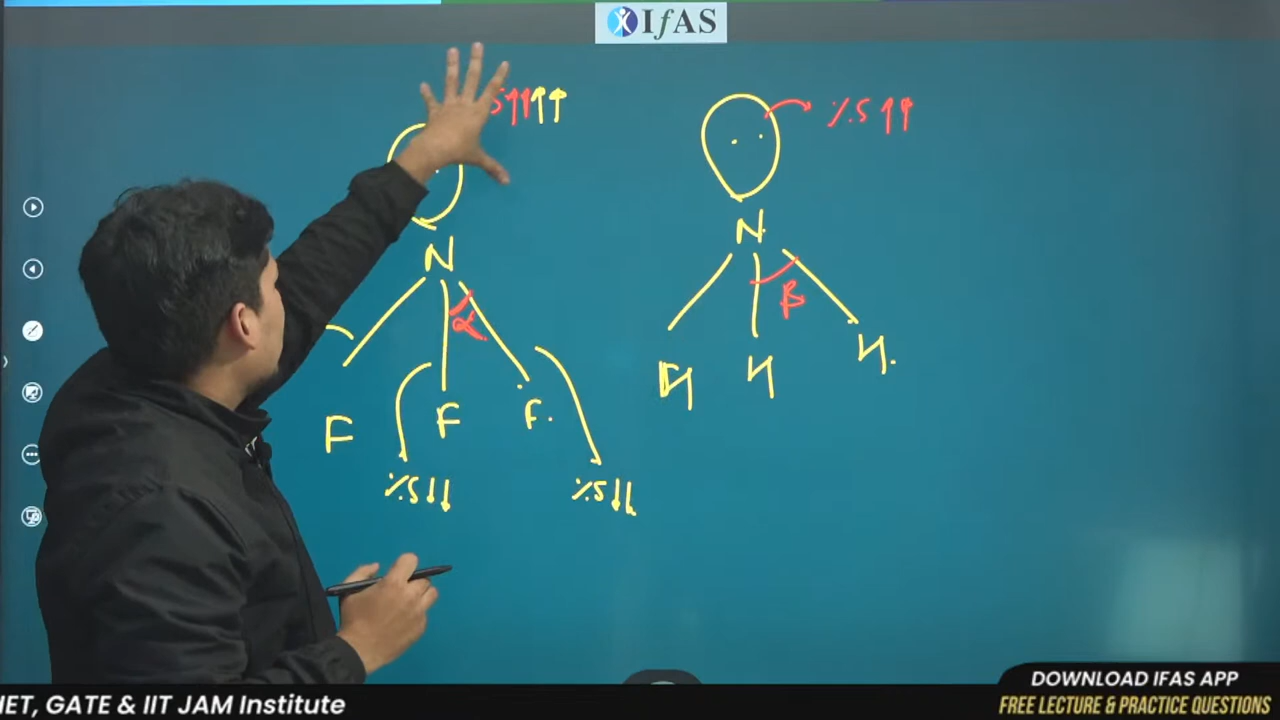 IfAS
S↑↑↑↑
%S↑↑
N
N
α
β
F
F
F.
H
H
H.
%S↓↓
%S↓↓
DOWNLOAD IFAS APP
FREE LECTURE & PRACTICE QUESTIONS
NET, GATE & IIT JAM Institute